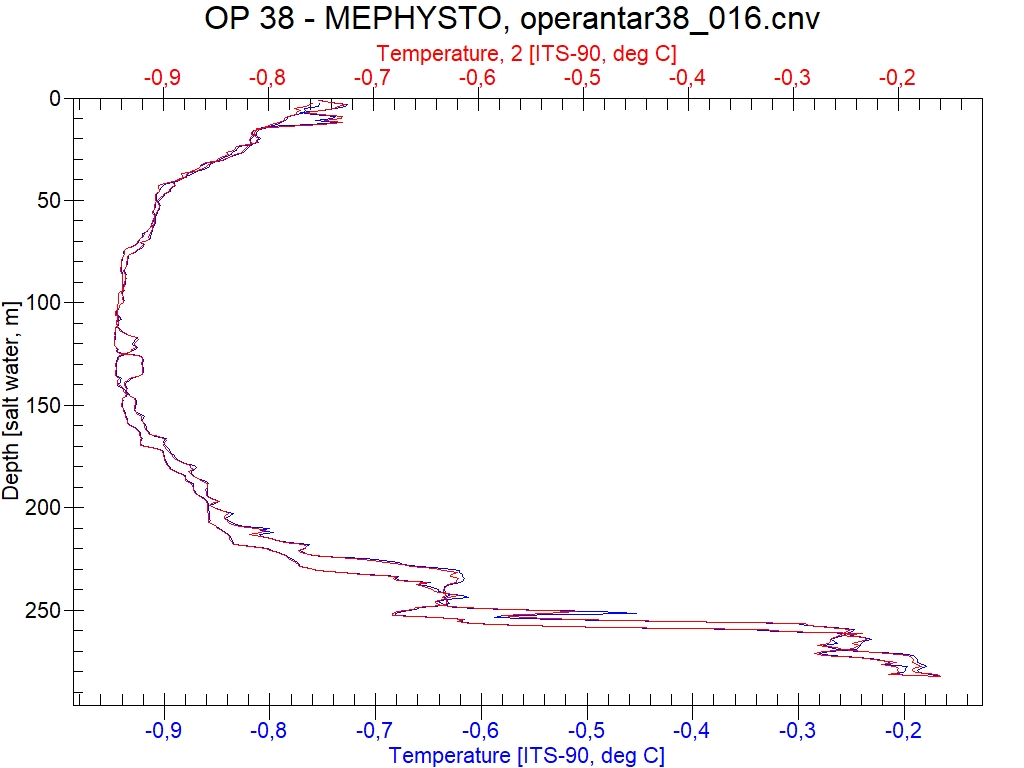 OP 38 - MEPHYSTO, operantar38_016.cnv
Temperature, 2 [ITS-90, deg C]
-0,9 -0,8 -0,7 -0,6 -0,5 -0,4 -0,3 -0,2
0
50
100
150
200
250
Depth [salt water, m]
-0,9 -0,8 -0,7 -0,6 -0,5 -0,4 -0,3 -0,2
Temperature [ITS-90, deg C]